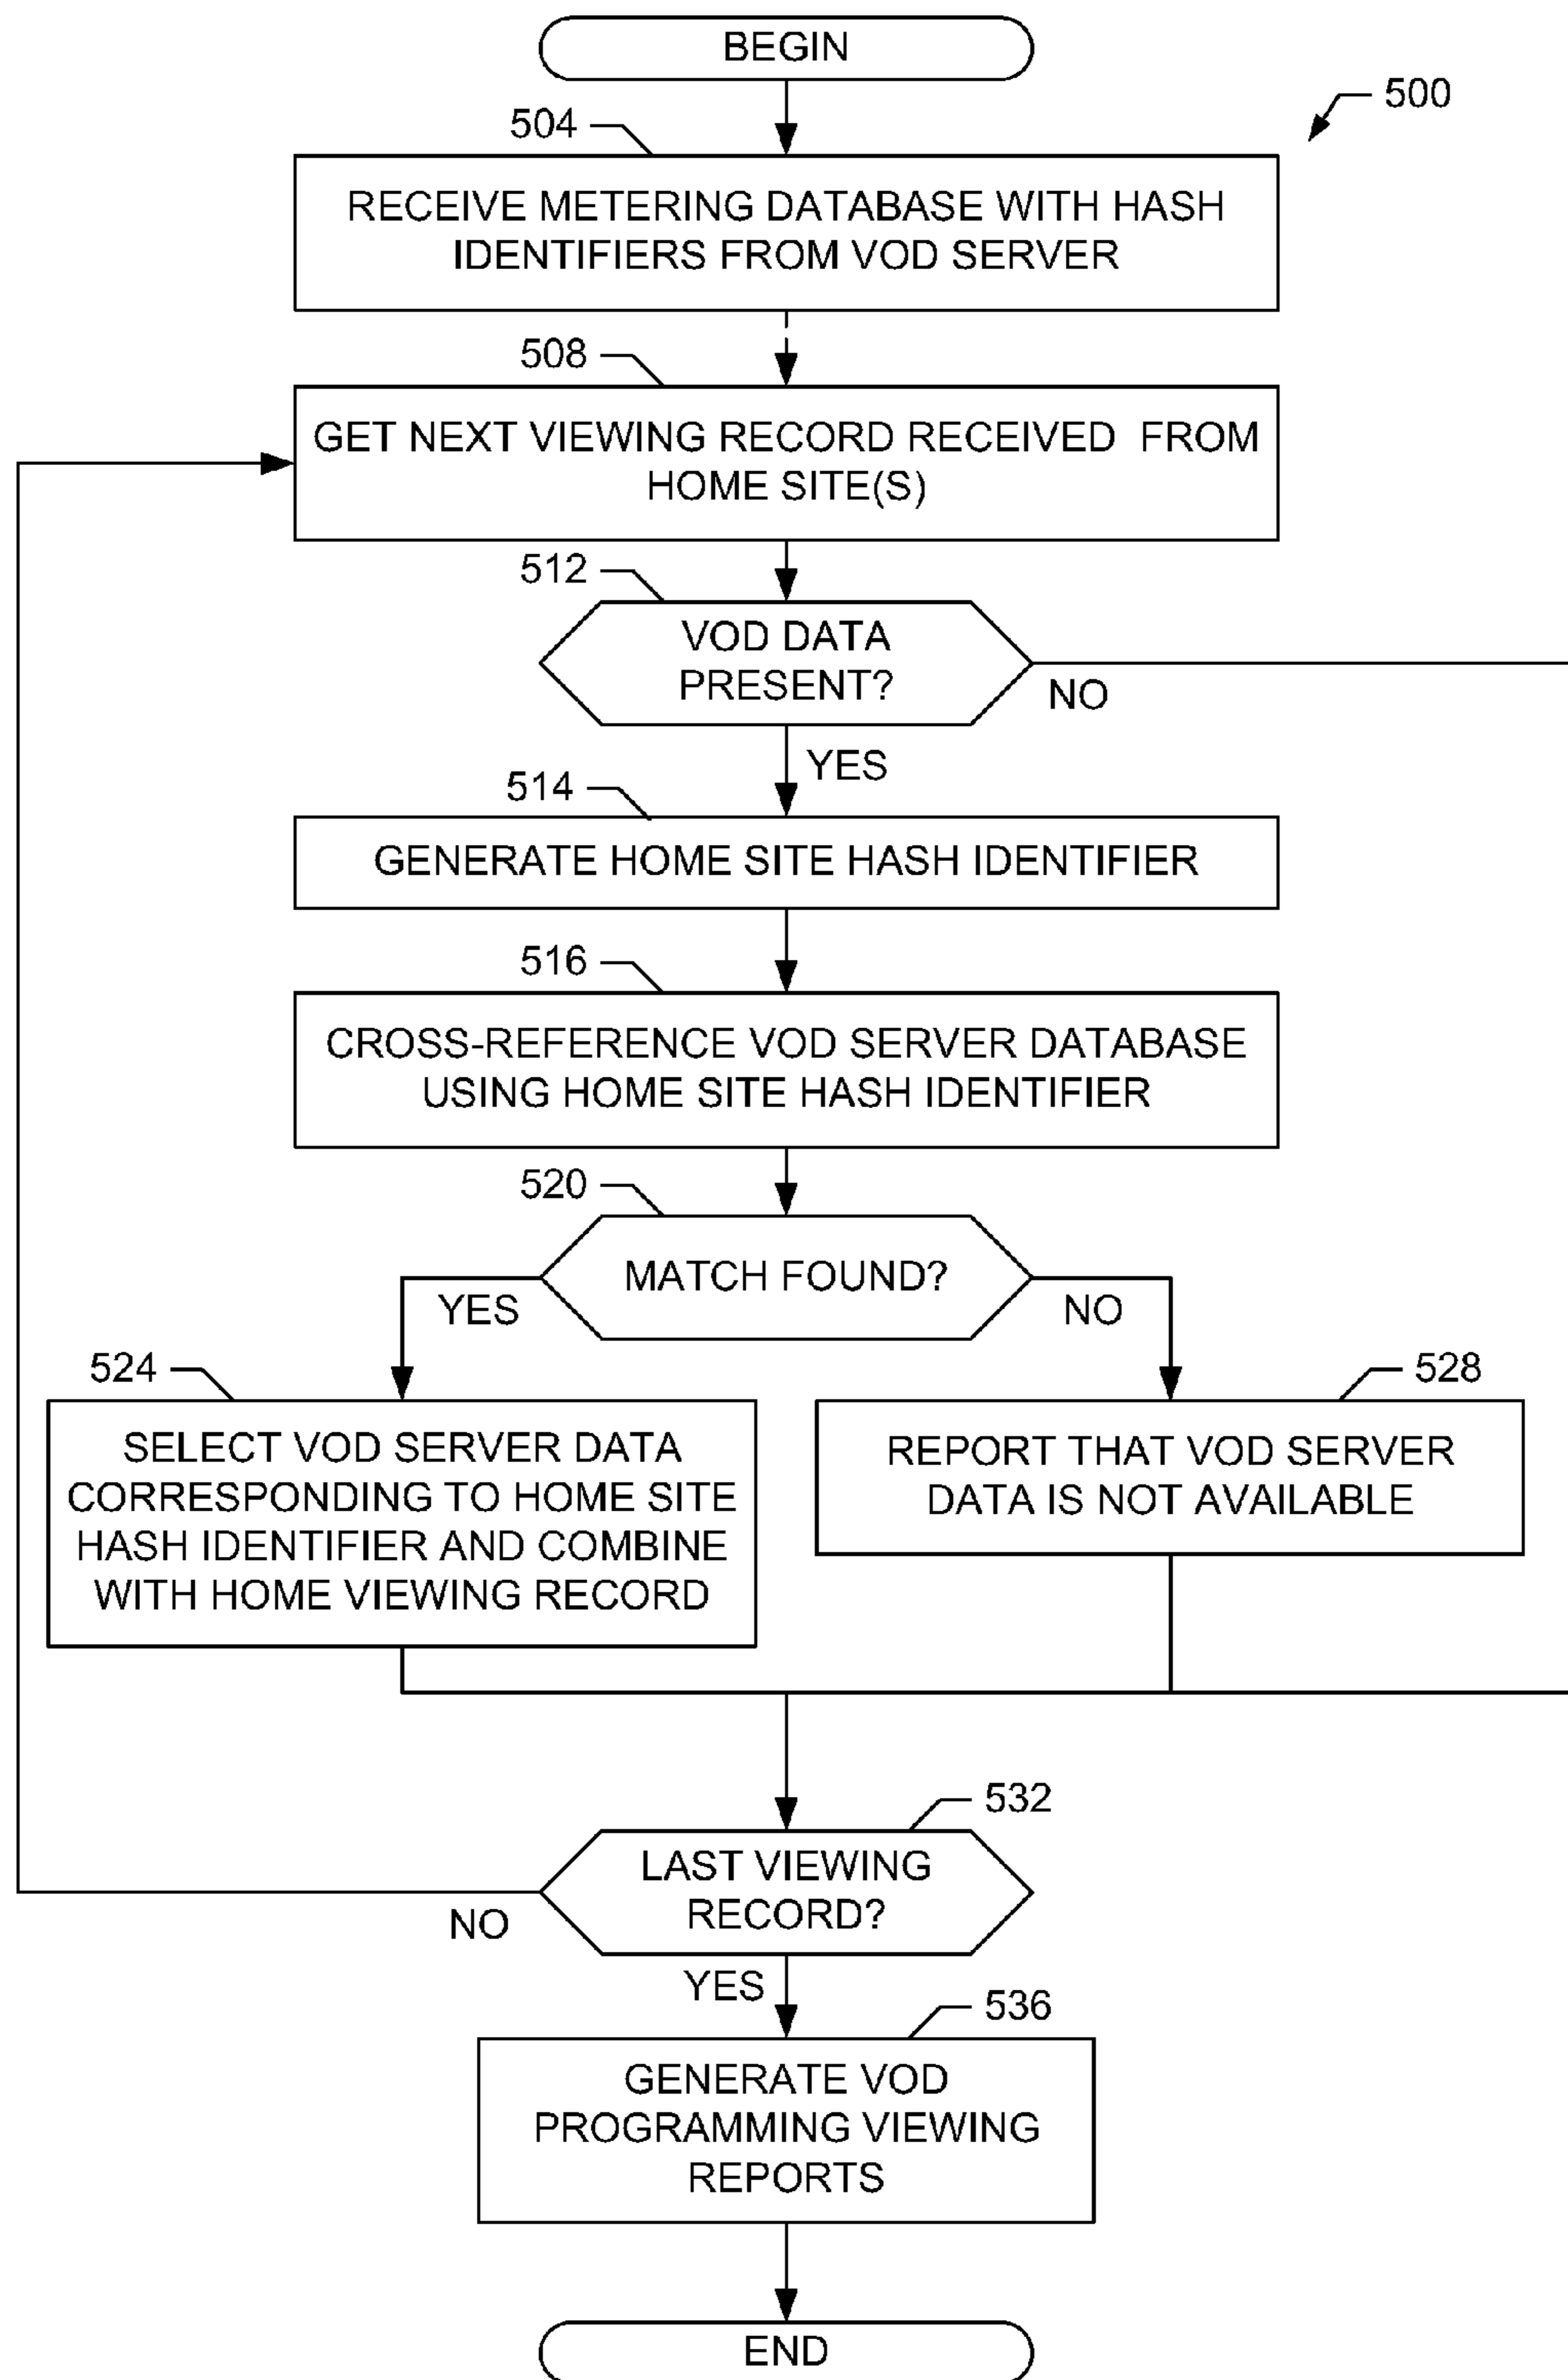 BEGIN
500
504
RECEIVE METERING DATABASE WITH HASH
IDENTIFIERS FROM VOD SERVER
508
GET NEXT VIEWING RECORD RECEIVED FROM
HOME SITE(S)
512
VOD DATA
PRESENT?
NO
YES
514
GENERATE HOME SITE HASH IDENTIFIER
516
CROSS-REFERENCE VOD SERVER DATABASE
USING HOME SITE HASH IDENTIFIER
520
MATCH FOUND?
YES
NO
524
SELECT VOD SERVER DATA
CORRESPONDING TO HOME SITE
HASH IDENTIFIER AND COMBINE
WITH HOME VIEWING RECORD
528
REPORT THAT VOD SERVER
DATA IS NOT AVAILABLE
532
LAST VIEWING
RECORD?
NO
YES
536
GENERATE VOD
PROGRAMMING VIEWING
REPORTS
END